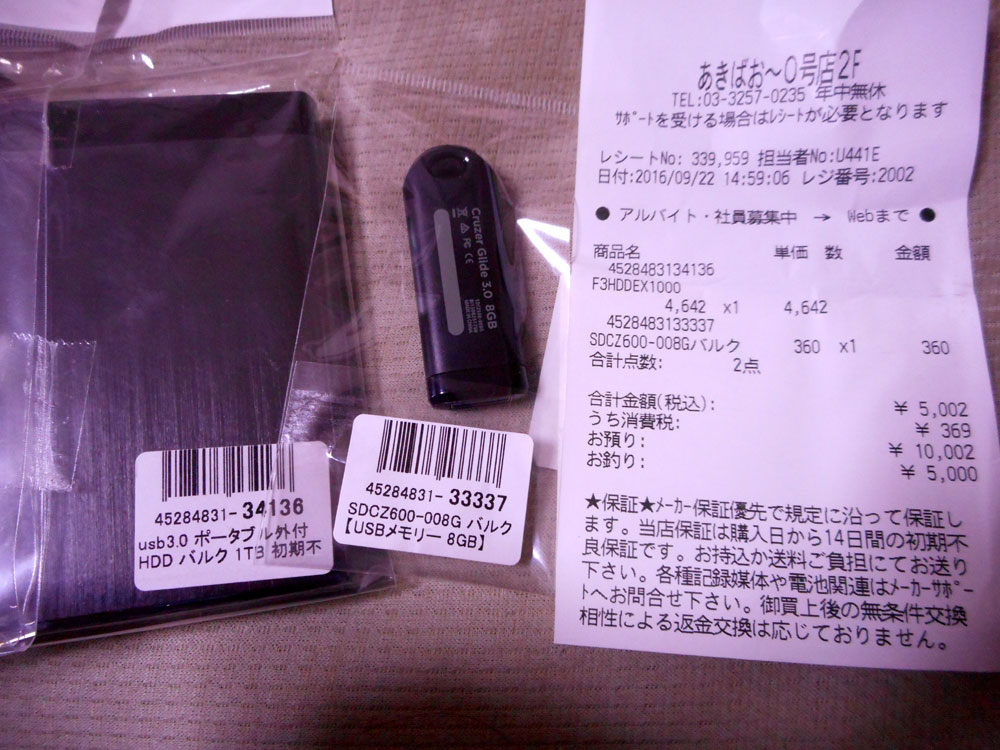 Cruzer Glide 3.0 8GB
45284831-34136
usb3.0 ポータブル外付
HDD バルク 1TB 初期不
45284831-33337
SDCZ600-008G バルク
【USBメモリー 8GB】
あきばお～0号店2F
TEL:03-3257-0235 年中無休
ｻﾎﾟｰﾄを受ける場合はﾚｼｰﾄが必要となります
レシートNo: 339,959 担当者No:U441E
日付:2016/09/22 14:59:06 レジ番号:2002
● アルバイト・社員募集中 → Webまで ●
商品名 単価 数 金額
4528483134136
F3HDDEX1000
4,642 x1 4,642
4528483133337
SDCZ600-008Gバルク 360 x1 360
合計点数: 2点
合計金額(税込): ¥ 5,002
うち消費税: ¥ 369
お預り: ¥ 10,002
お釣り: ¥ 5,000
★保証★ﾒｰｶｰ保証優先で規定に沿って保証し
ます。当店保証は購入日から14日間の初期不
良保証です。お持込か送料ご負担にてお送り
下さい。各種記録媒体や電池関連はﾒｰｶｰｻﾎﾟｰ
ﾄへお問合せ下さい。御買上後の無条件交換
相性による返金交換は応じておりません。